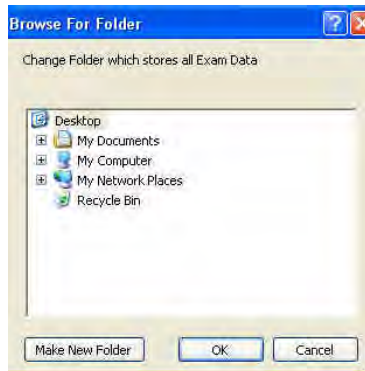 Browse For Folder
Change Folder which stores all Exam Data
Desktop
My Documents
My Computer
My Network Places
Recycle Bin
Make New Folder OK Cancel